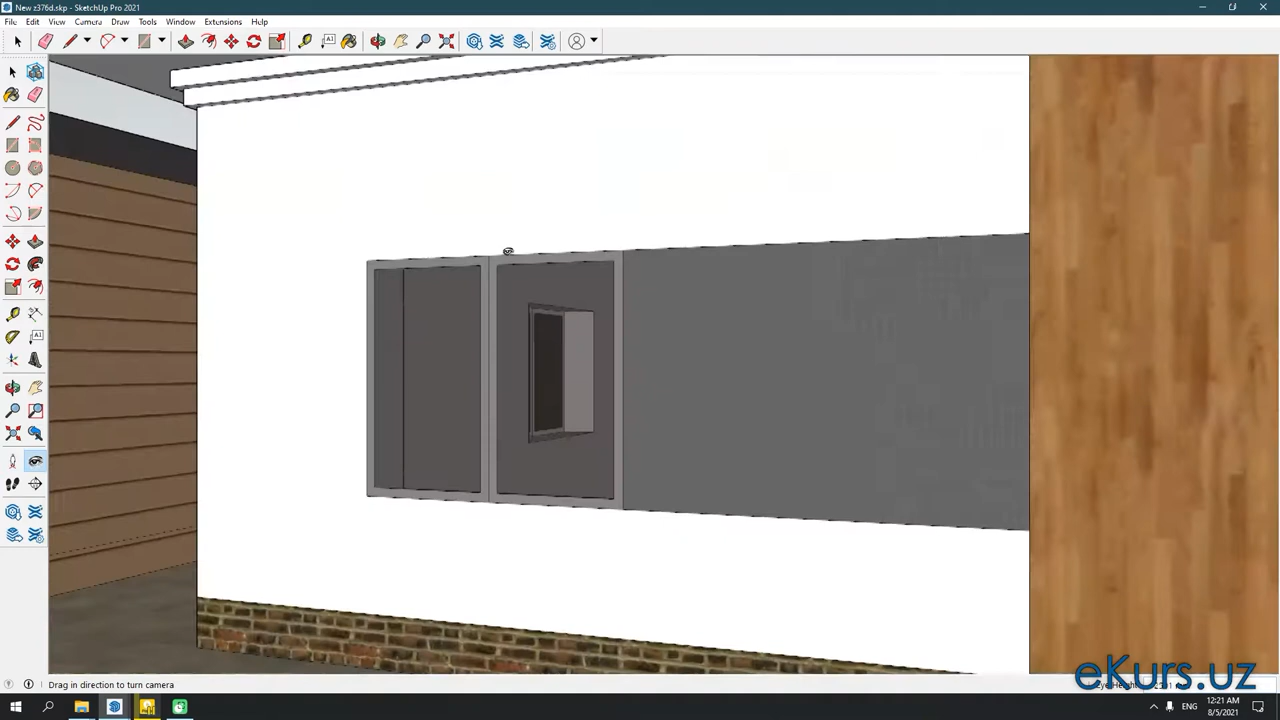 New z376d.skp - SketchUp Pro 2021
File Edit View Camera Draw Tools Window Extensions Help
Drag in direction to turn camera
eKurs.uz
ENG
12:21 AM
8/5/2021